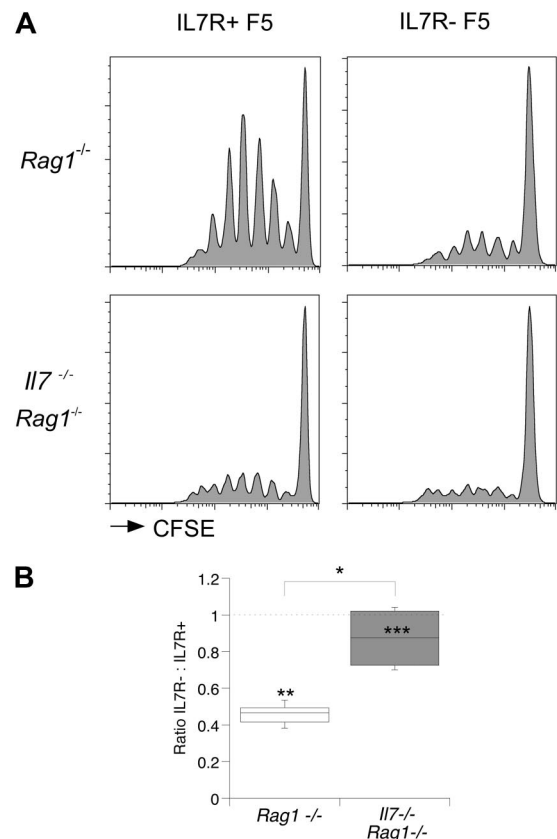 A
IL7R+ F5
IL7R- F5
Rag1-/-
Il7 -/-
Rag1-/-
CFSE
B
*
1.2
1
0.8
0.6
0.4
0.2
0
Ratio IL7R- : IL7R+
**
***
Rag1 -/-
Il7-/-
Rag1-/-